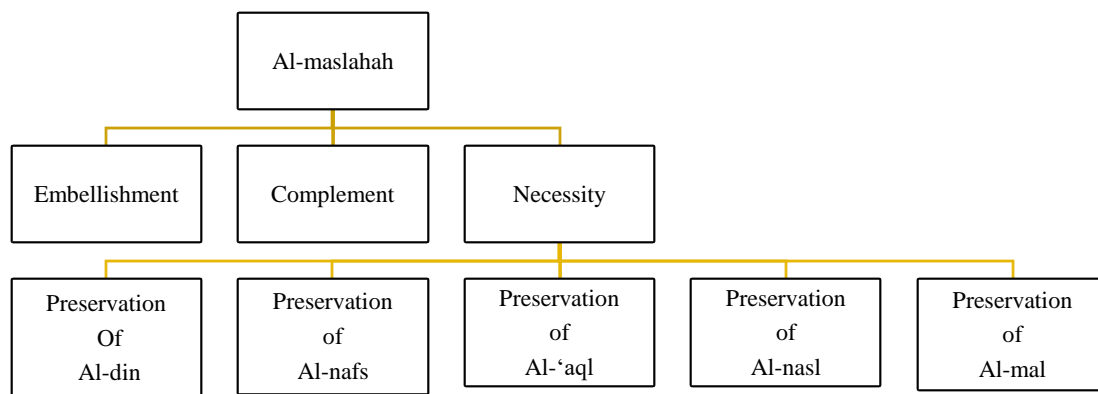 Al-maslahah
Embellishment
Complement
Necessity
Preservation
Of
Al-din
Preservation
of
Al-nafs
Preservation
of
Al-‘aql
Preservation
of
Al-nasl
Preservation
of
Al-mal